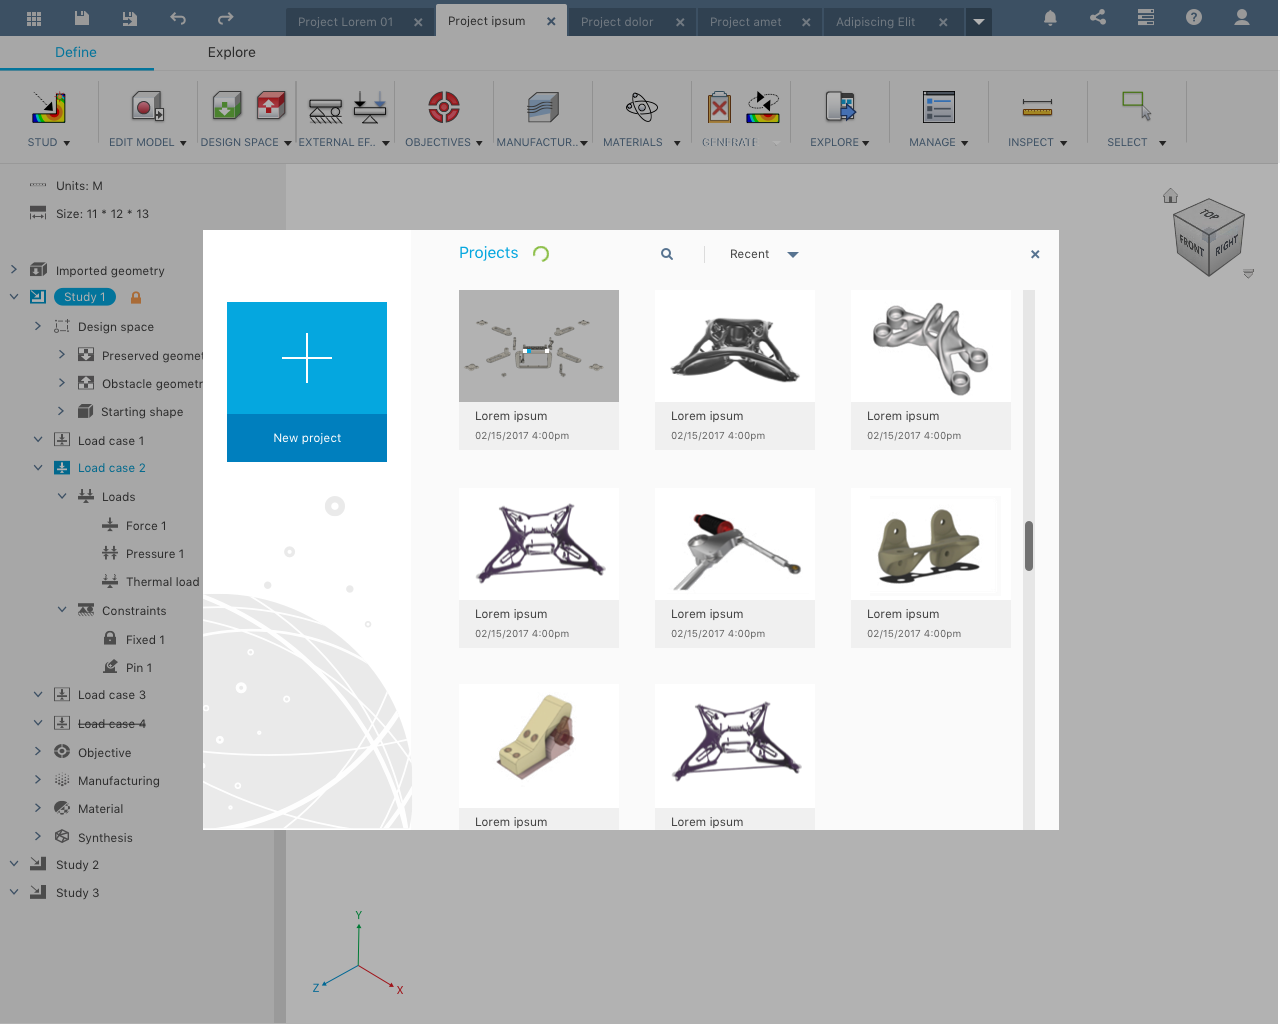 Project Lorem 01
Project ipsum
Project dolor
Project amet
Adipiscing Elit
Define
Explore
STUD
EDIT MODEL
DESIGN SPACE
EXTERNAL EF..
OBJECTIVES
MANUFACTUR..
MATERIALS
GENERATE
EXPLORE
MANAGE
INSPECT
SELECT
Units: M
Size: 11 * 12 * 13
Imported geometry
Study 1
Design space
Preserved geomet
Obstacle geometr
Starting shape
Load case 1
Load case 2
Loads
Force 1
Pressure 1
Thermal load
Constraints
Fixed 1
Pin 1
Load case 3
Load case 4
Objective
Manufacturing
Material
Synthesis
Study 2
Study 3
New project
Projects
Recent
Lorem ipsum
02/15/2017 4:00pm
Lorem ipsum
02/15/2017 4:00pm
Lorem ipsum
02/15/2017 4:00pm
Lorem ipsum
02/15/2017 4:00pm
Lorem ipsum
02/15/2017 4:00pm
Lorem ipsum
02/15/2017 4:00pm
Lorem ipsum
Lorem ipsum
TOP
FRONT
RIGHT
Y
Z
X